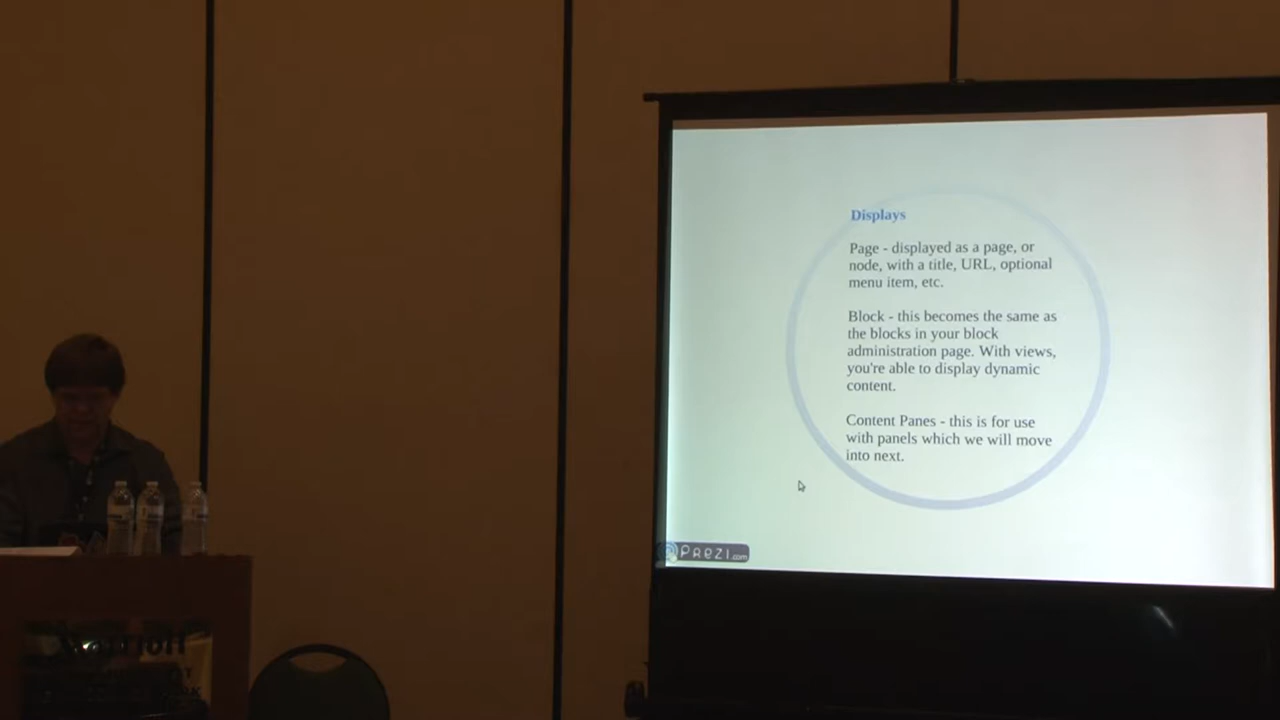 Displays
Page - displayed as a page, or
node, with a title, URL, optional
menu item, etc.
Block - this becomes the same as
the blocks in your block
administration page. With views,
you're able to display dynamic
content.
Content Panes - this is for use
with panels which we will move
into next.
PREZI.com
Marriott